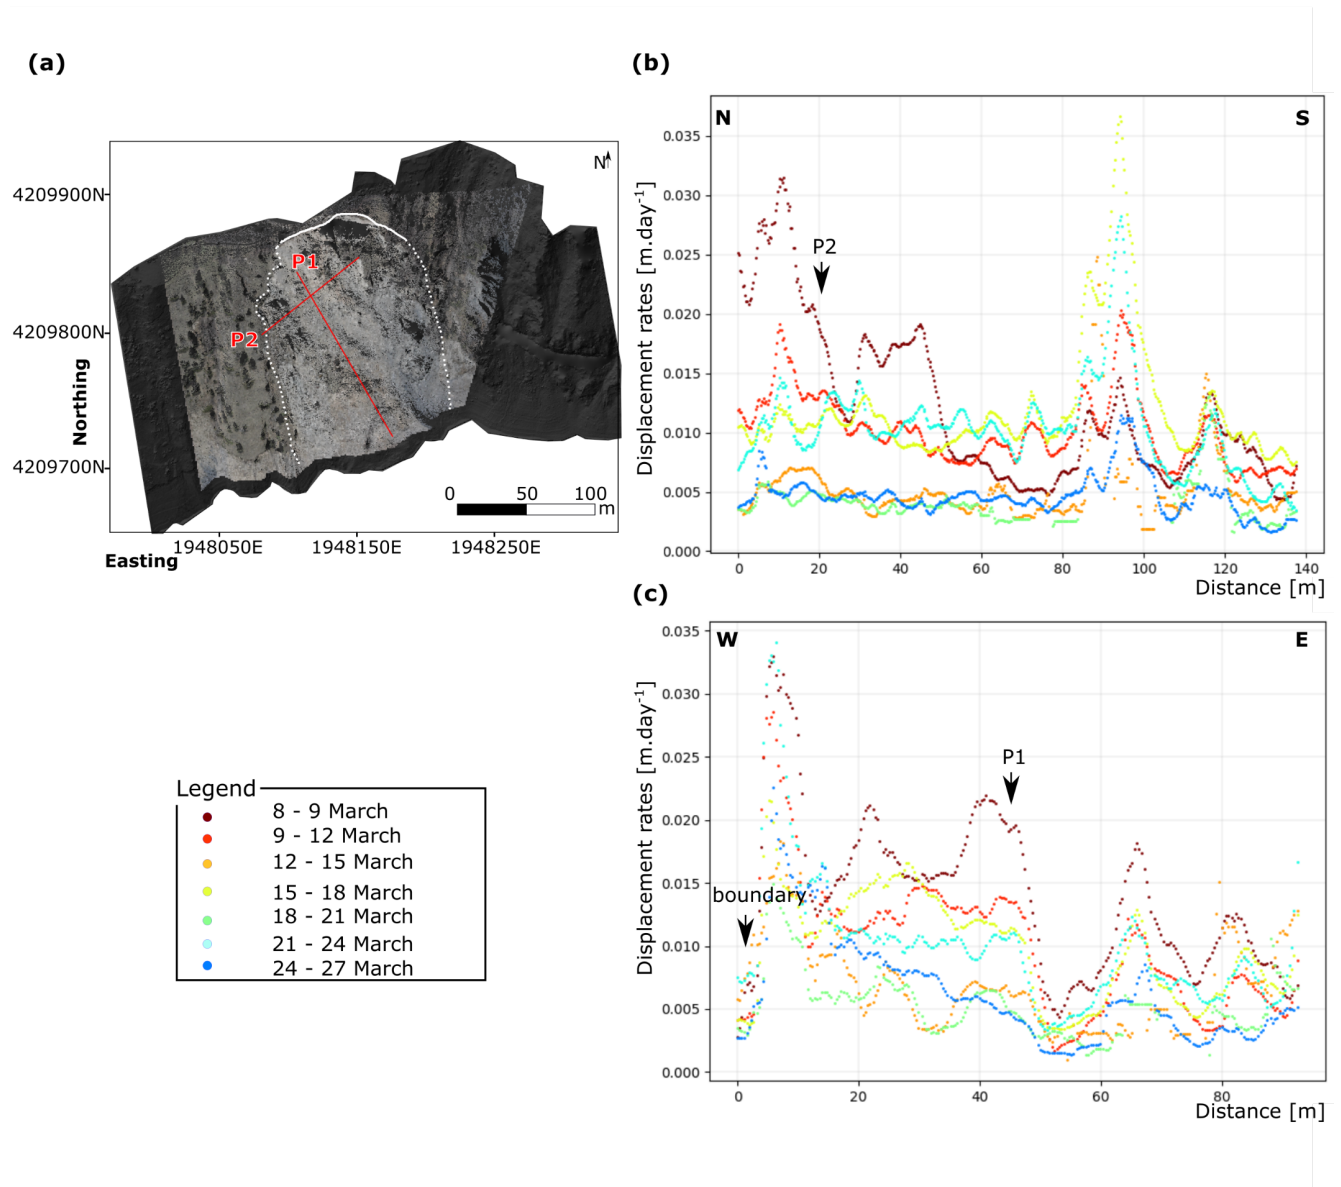 (a)
N
4209900N
4209800N
4209700N
Northing
P1
P2
0 50 100
m
1948050E 1948150E 1948250E
Easting
(b)
N S
P2
Displacement rates [m.day-1]
0.035
0.030
0.025
0.020
0.015
0.010
0.005
0.000
0 20 40 60 80 100 120 140
Distance [m]
(c)
W E
P1
boundary
Displacement rates [m.day-1]
0.035
0.030
0.025
0.020
0.015
0.010
0.005
0.000
0 20 40 60 80
Distance [m]
Legend
8 - 9 March
9 - 12 March
12 - 15 March
15 - 18 March
18 - 21 March
21 - 24 March
24 - 27 March